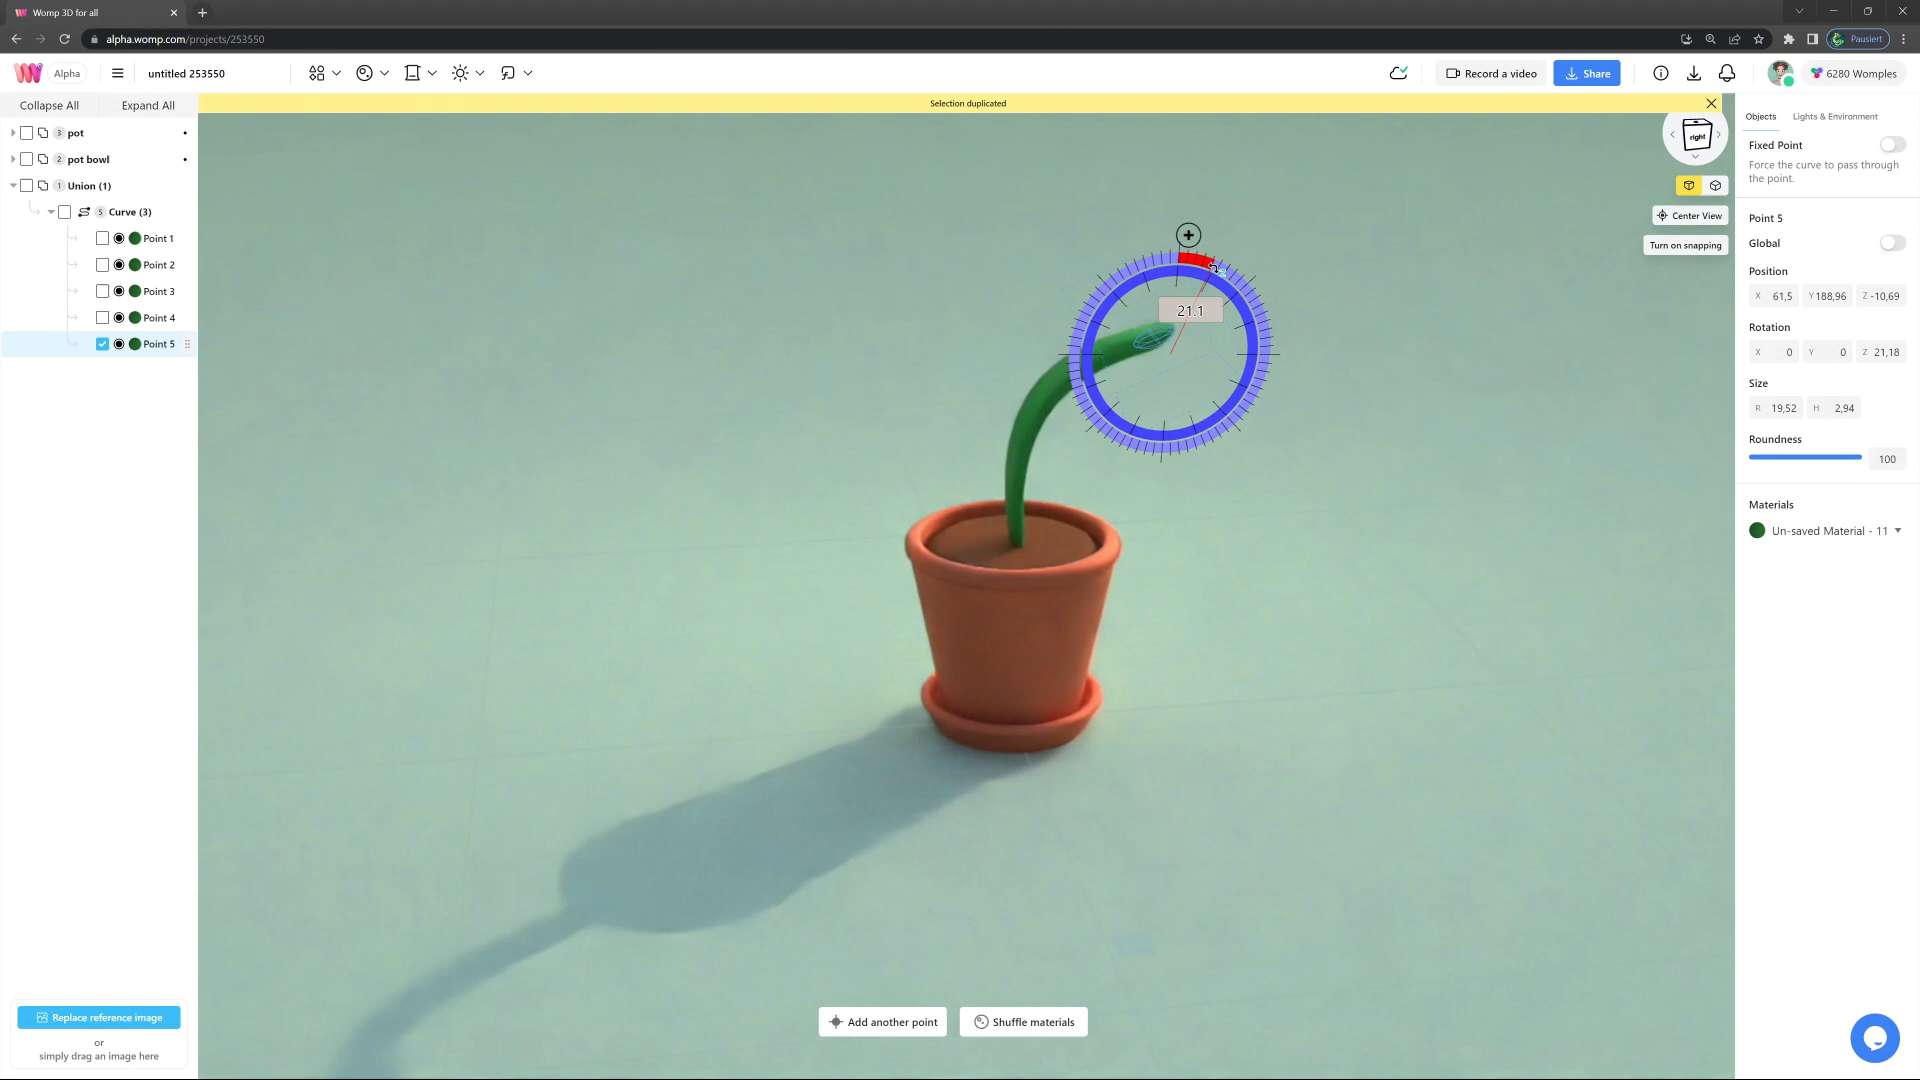 Womp 3D for all
alpha.womp.com/projects/253550
Pausiert
Alpha
untitled 253550
Record a video
Share
6280 Womples
Collapse All
Expand All
Selection duplicated
3 pot
2 pot bowl
1 Union (1)
5 Curve (3)
Point 1
Point 2
Point 3
Point 4
Point 5
right
Center View
Turn on snapping
21.1
Objects
Lights & Environment
Fixed Point
Force the curve to pass through
the point.
Point 5
Global
Position
X 61,5 Y 188,96 Z -10,69
Rotation
X 0 Y 0 Z 21,18
Size
R 19,52 H 2,94
Roundness
100
Materials
Un-saved Material - 11
Replace reference image
or
simply drag an image here
Add another point
Shuffle materials